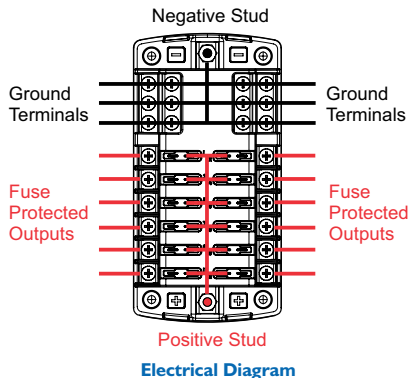 Negative Stud
Ground
Terminals
Ground
Terminals
Fuse
Protected
Outputs
Fuse
Protected
Outputs
Positive Stud
Electrical Diagram